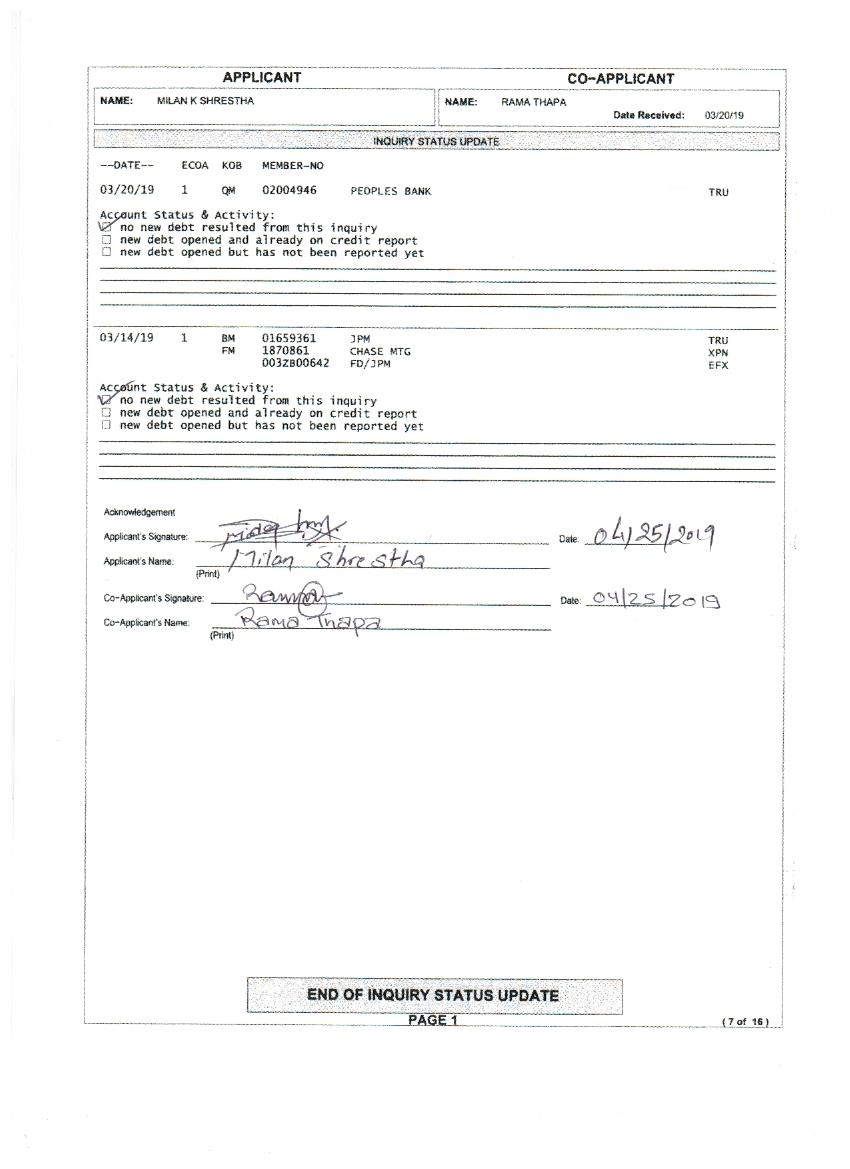 APPLICANT CO-APPLICANT
NAME: MILAN K SHRESTHA NAME: RAMA THAPA
Date Received: 03/20/19
INQUIRY STATUS UPDATE
--DATE-- ECOA KOB MEMBER-NO
03/20/19 1 QM 02004946 PEOPLES BANK TRU
Account Status & Activity:
☑ no new debt resulted from this inquiry
☐ new debt opened and already on credit report
☐ new debt opened but has not been reported yet
03/14/19 1 BM 01659361 JPM TRU
FM 1870861 CHASE MTG XPN
003ZB00642 FD/JPM EFX
Account Status & Activity:
☑ no new debt resulted from this inquiry
☐ new debt opened and already on credit report
☐ new debt opened but has not been reported yet
Acknowledgement
Applicant's Signature: Date: 04/25/2019
Applicant's Name: Milan Shrestha
(Print)
Co-Applicant's Signature: Date: 04/25/2019
Co-Applicant's Name: Rama Thapa
(Print)
END OF INQUIRY STATUS UPDATE
PAGE 1 (7 of 16)